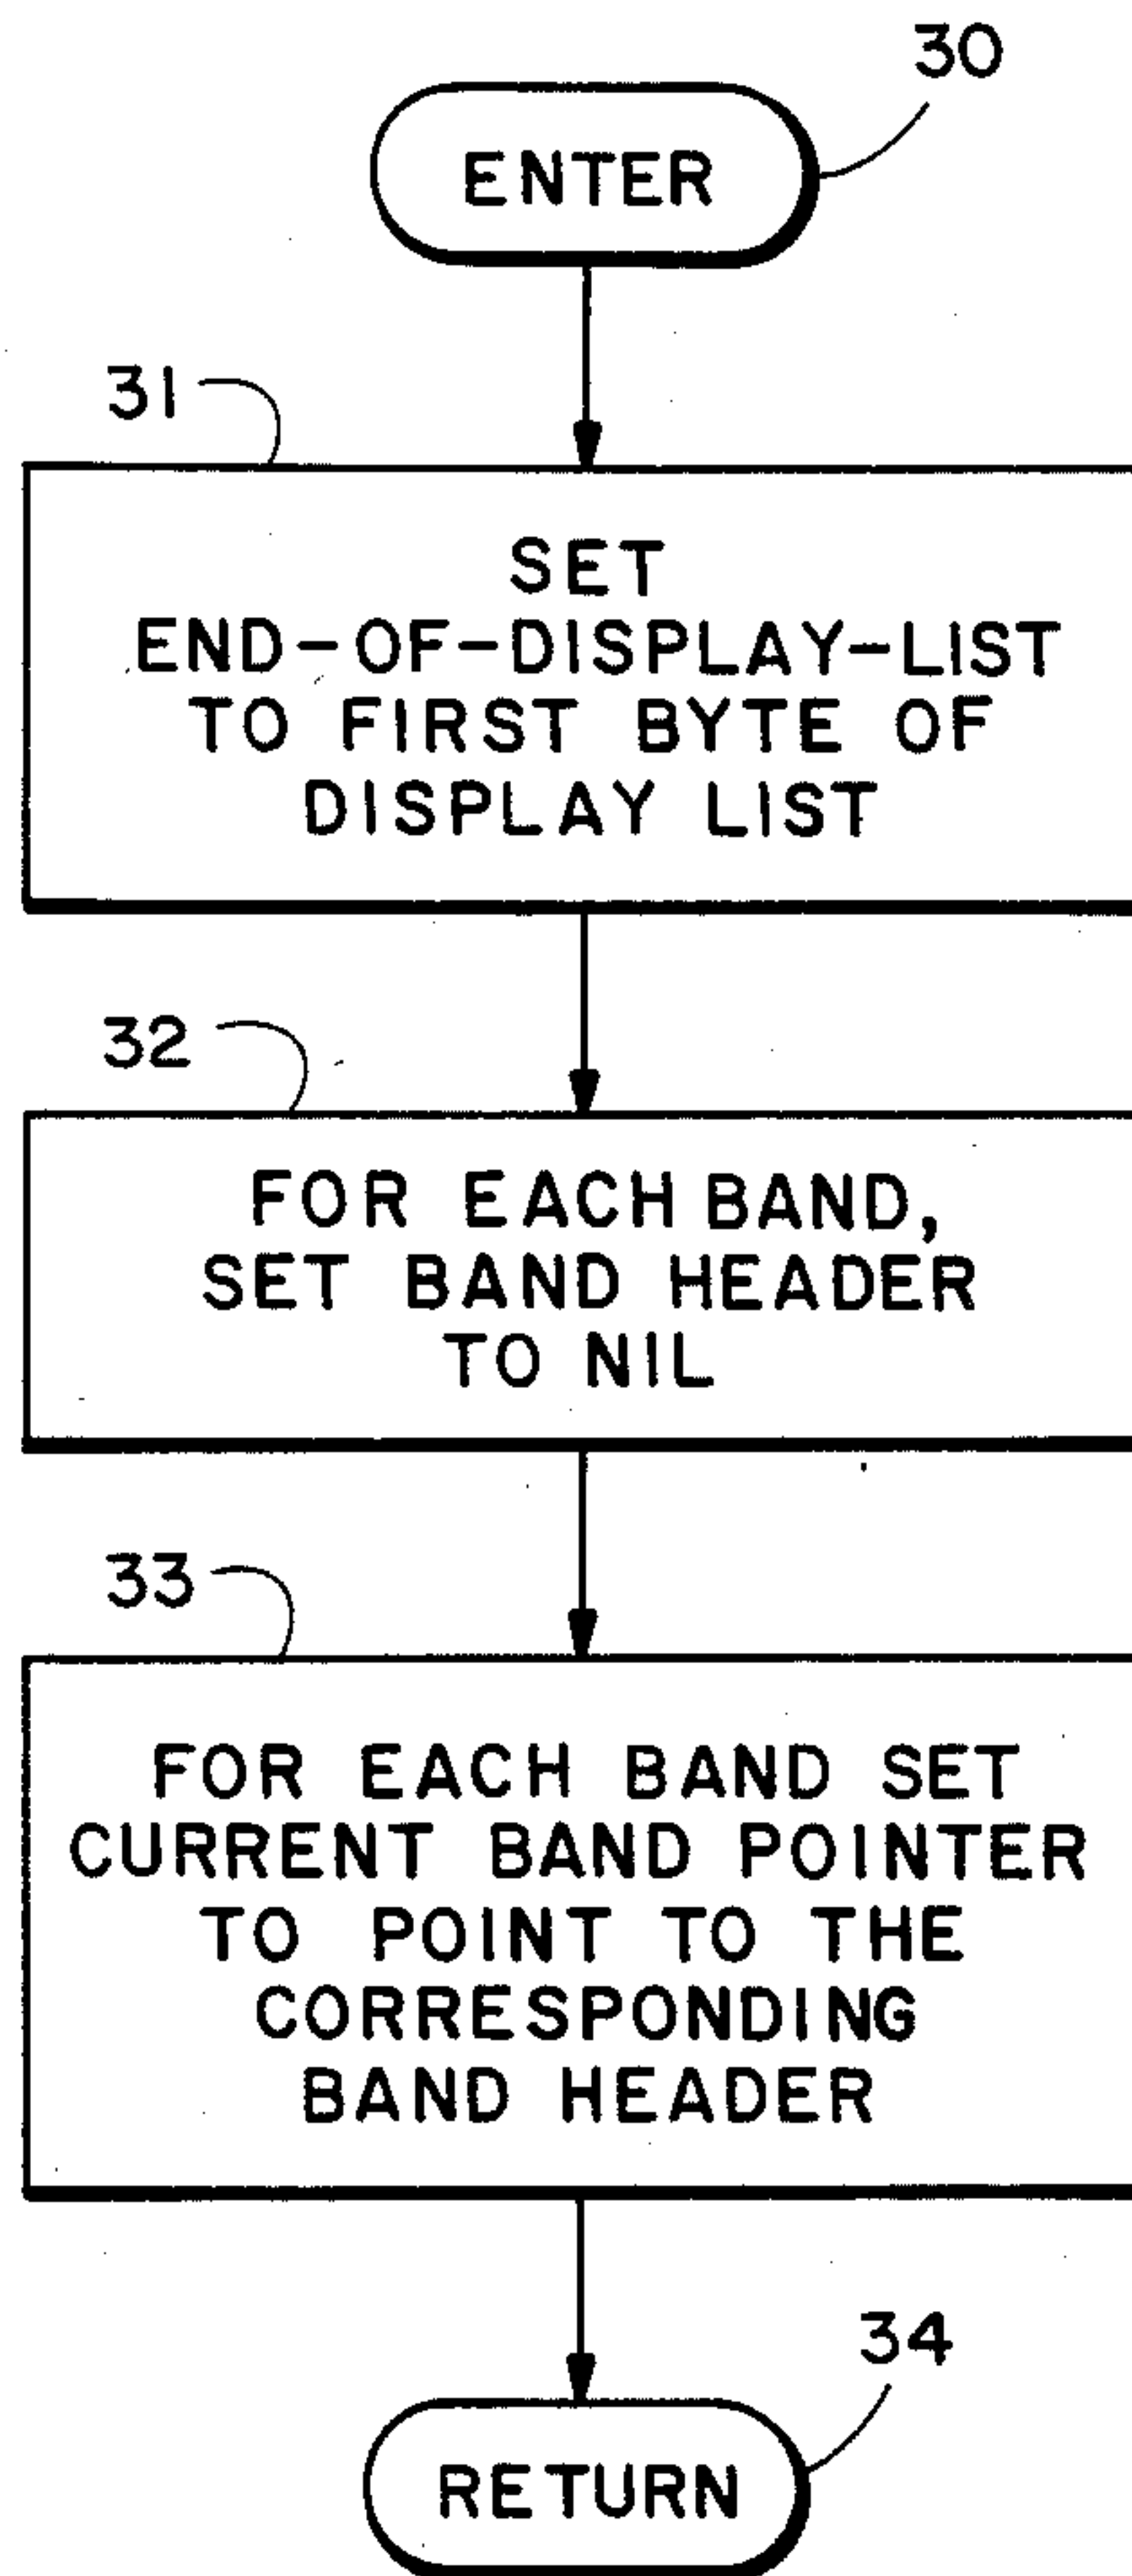 30
ENTER
31
SET
END-OF-DISPLAY-LIST
TO FIRST BYTE OF
DISPLAY LIST
32
FOR EACH BAND,
SET BAND HEADER
TO NIL
33
FOR EACH BAND SET
CURRENT BAND POINTER
TO POINT TO THE
CORRESPONDING
BAND HEADER
34
RETURN